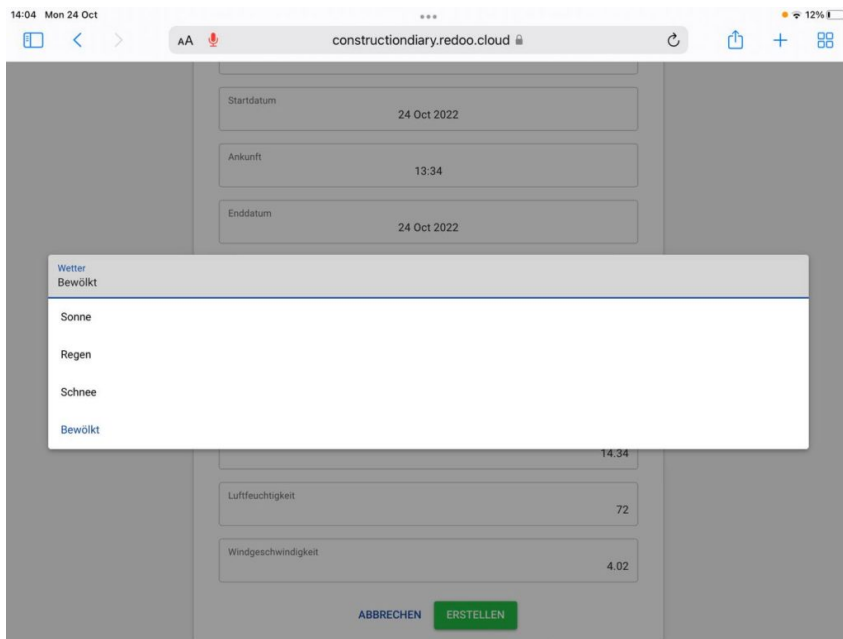 14:04 Mon 24 Oct
12%
AA
constructiondiary.redoo.cloud
Startdatum
24 Oct 2022
Ankunft
13:34
Enddatum
24 Oct 2022
Wetter
Bewölkt
Sonne
Regen
Schnee
Bewölkt
14.34
Luftfeuchtigkeit
72
Windgeschwindigkeit
4.02
ABBRECHEN ERSTELLEN